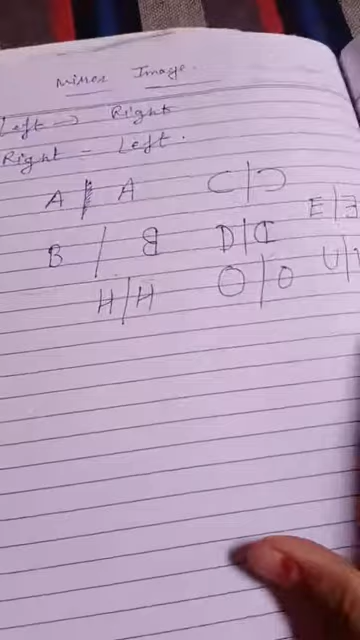 Mirror Image.
Left → Right
Right - Left.
A | A
C | Ɔ
E | Ǝ
B | ᗺ
D | ᗡ
H | H
O | O
U |